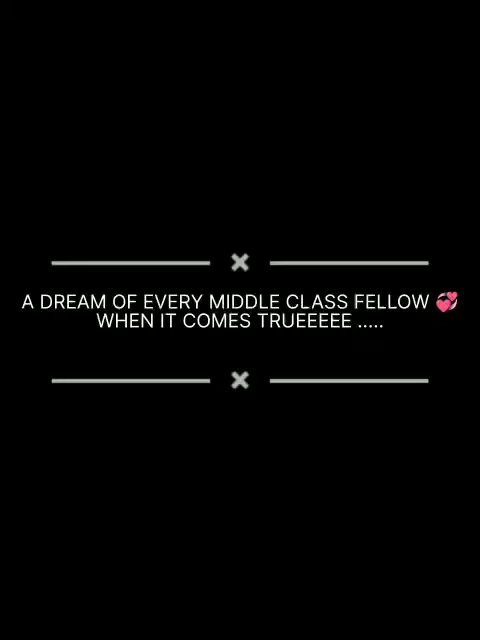 A DREAM OF EVERY MIDDLE CLASS FELLOW 💞
WHEN IT COMES TRUEEEEE .....